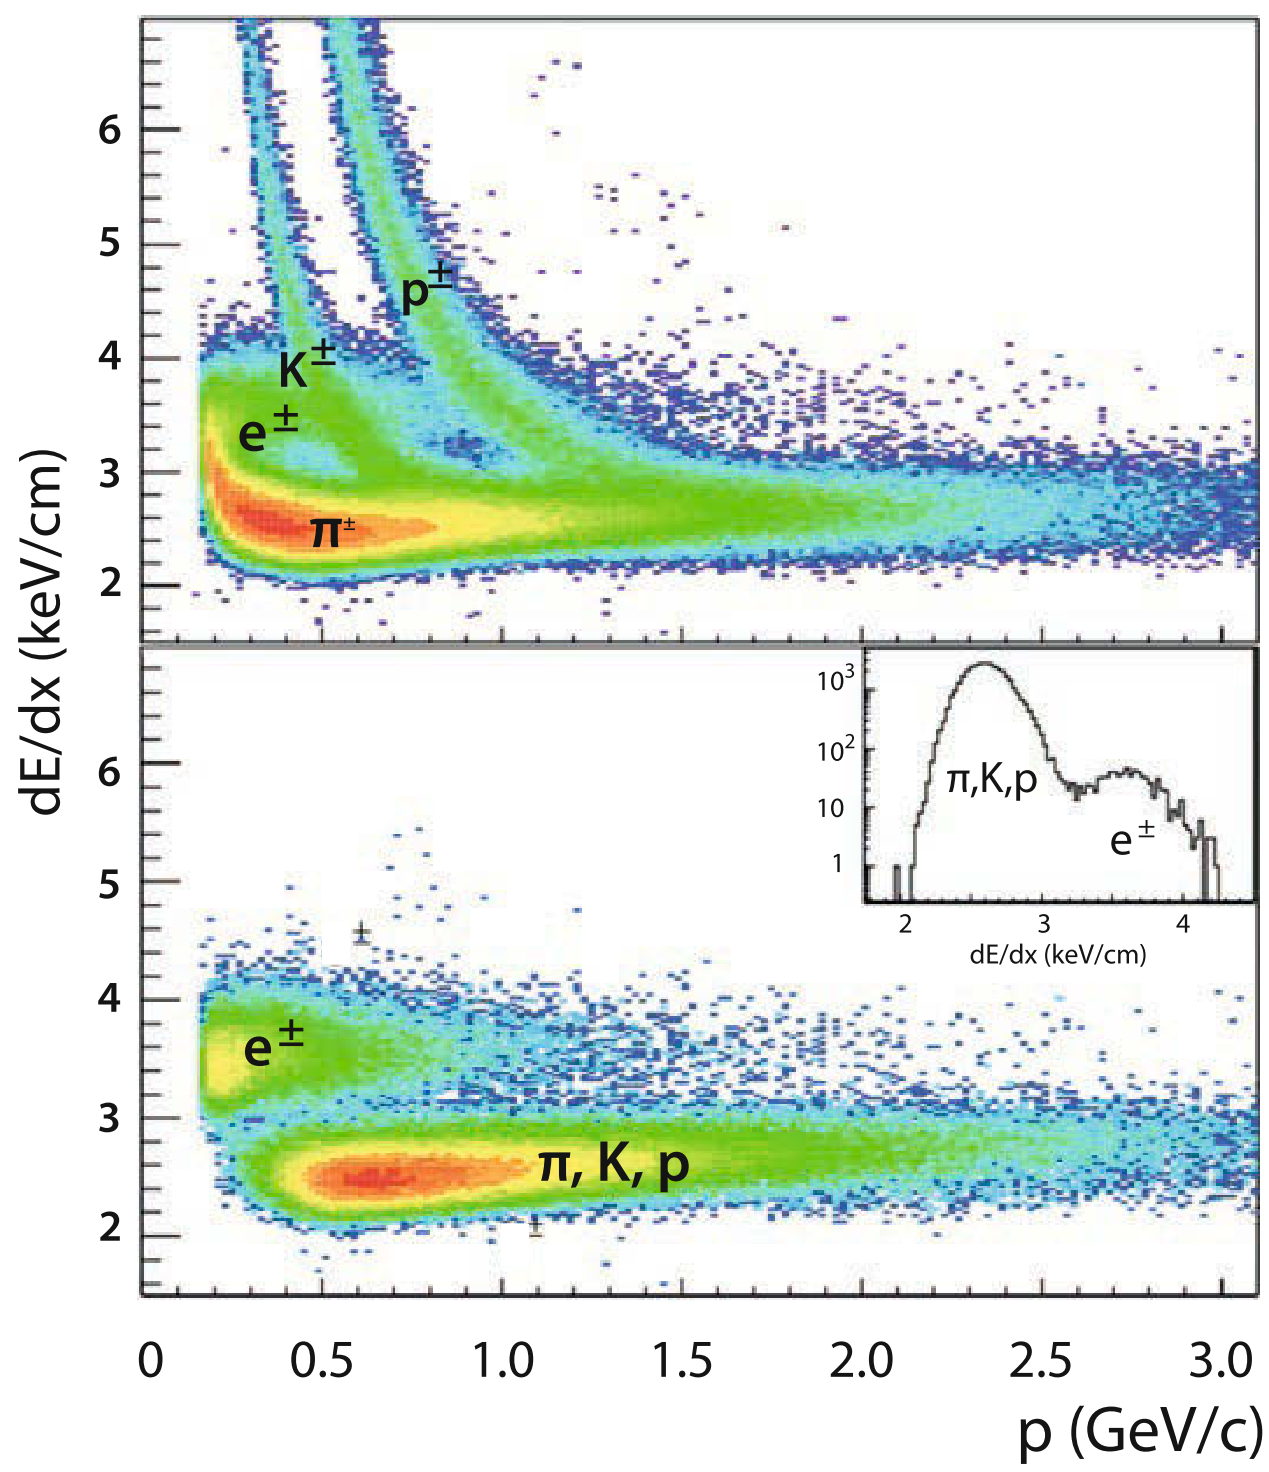 dE/dx (keV/cm)
6
5
4
3
2
p±
K±
e±
π±
6
5
4
3
2
e±
π, K, p
10³
10²
10
1
π,K,p
e±
2 3 4
dE/dx (keV/cm)
0 0.5 1.0 1.5 2.0 2.5 3.0
p (GeV/c)